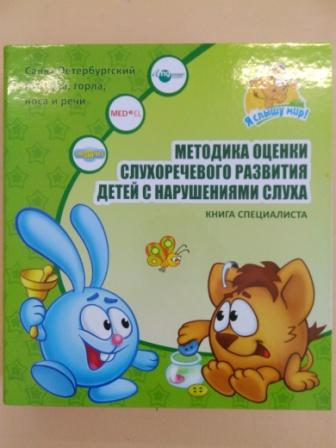 Санкт-Петербургский
горла,
носа и речи
MED-EL
Я слышу мир!
МЕТОДИКА ОЦЕНКИ
СЛУХОРЕЧЕВОГО РАЗВИТИЯ
ДЕТЕЙ С НАРУШЕНИЯМИ СЛУХА
КНИГА СПЕЦИАЛИСТА